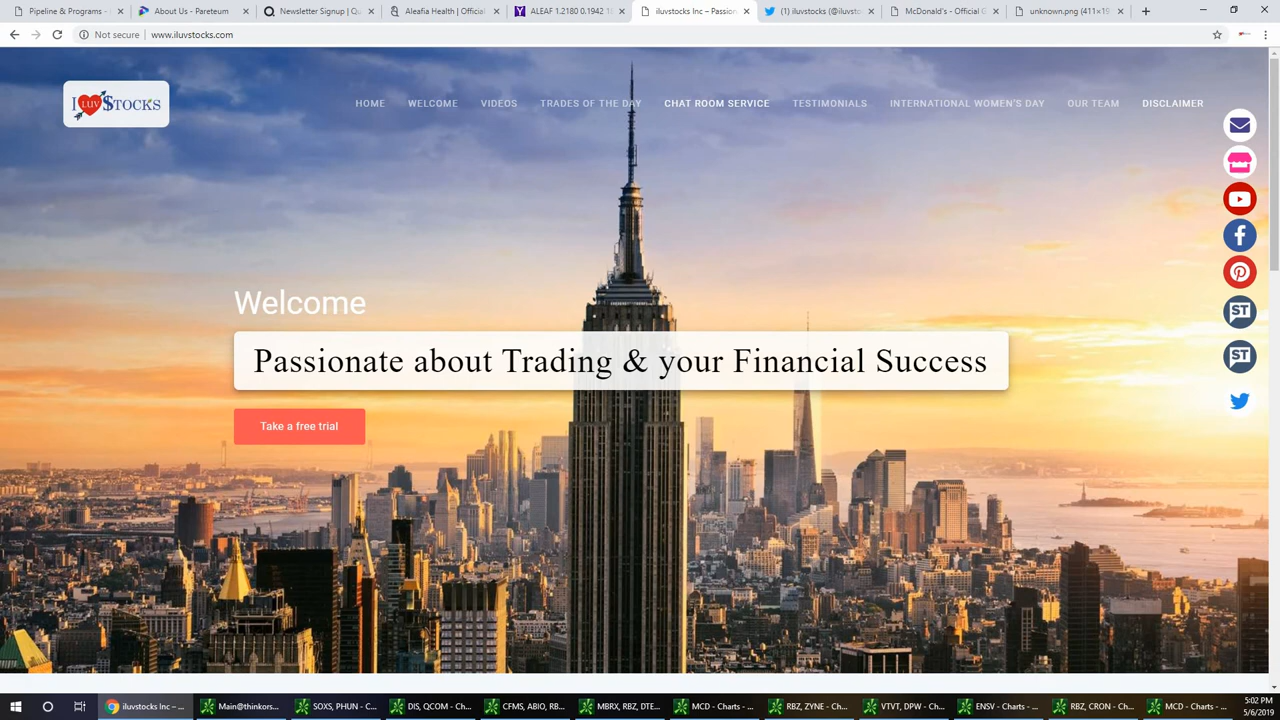 Pipeline & Programs -
About Us - Pareteum
Newsletter Signup | Qu
Aleafia Health | Official
ALEAF 1.2180 0.1942 18
iluvstocks Inc – Passion
(1) iluvstocks (@iluvsto
McDonald's - Official G
unknown.png (411×19
Not secure | www.iluvstocks.com
I LUV $TOCKS
HOME
WELCOME
VIDEOS
TRADES OF THE DAY
CHAT ROOM SERVICE
TESTIMONIALS
INTERNATIONAL WOMEN'S DAY
OUR TEAM
DISCLAIMER
ST
ST
Welcome
Passionate about Trading & your Financial Success
Take a free trial
iluvstocks Inc – ...
Main@thinkors...
SOXS, PHUN - C...
DIS, QCOM - Ch...
CFMS, ABIO, RB...
MBRX, RBZ, DTE...
MCD - Charts - ...
RBZ, ZYNE - Ch...
VTVT, DPW - Ch...
ENSV - Charts - ...
RBZ, CRON - Ch...
MCD - Charts - ...
5:02 PM
5/6/2019